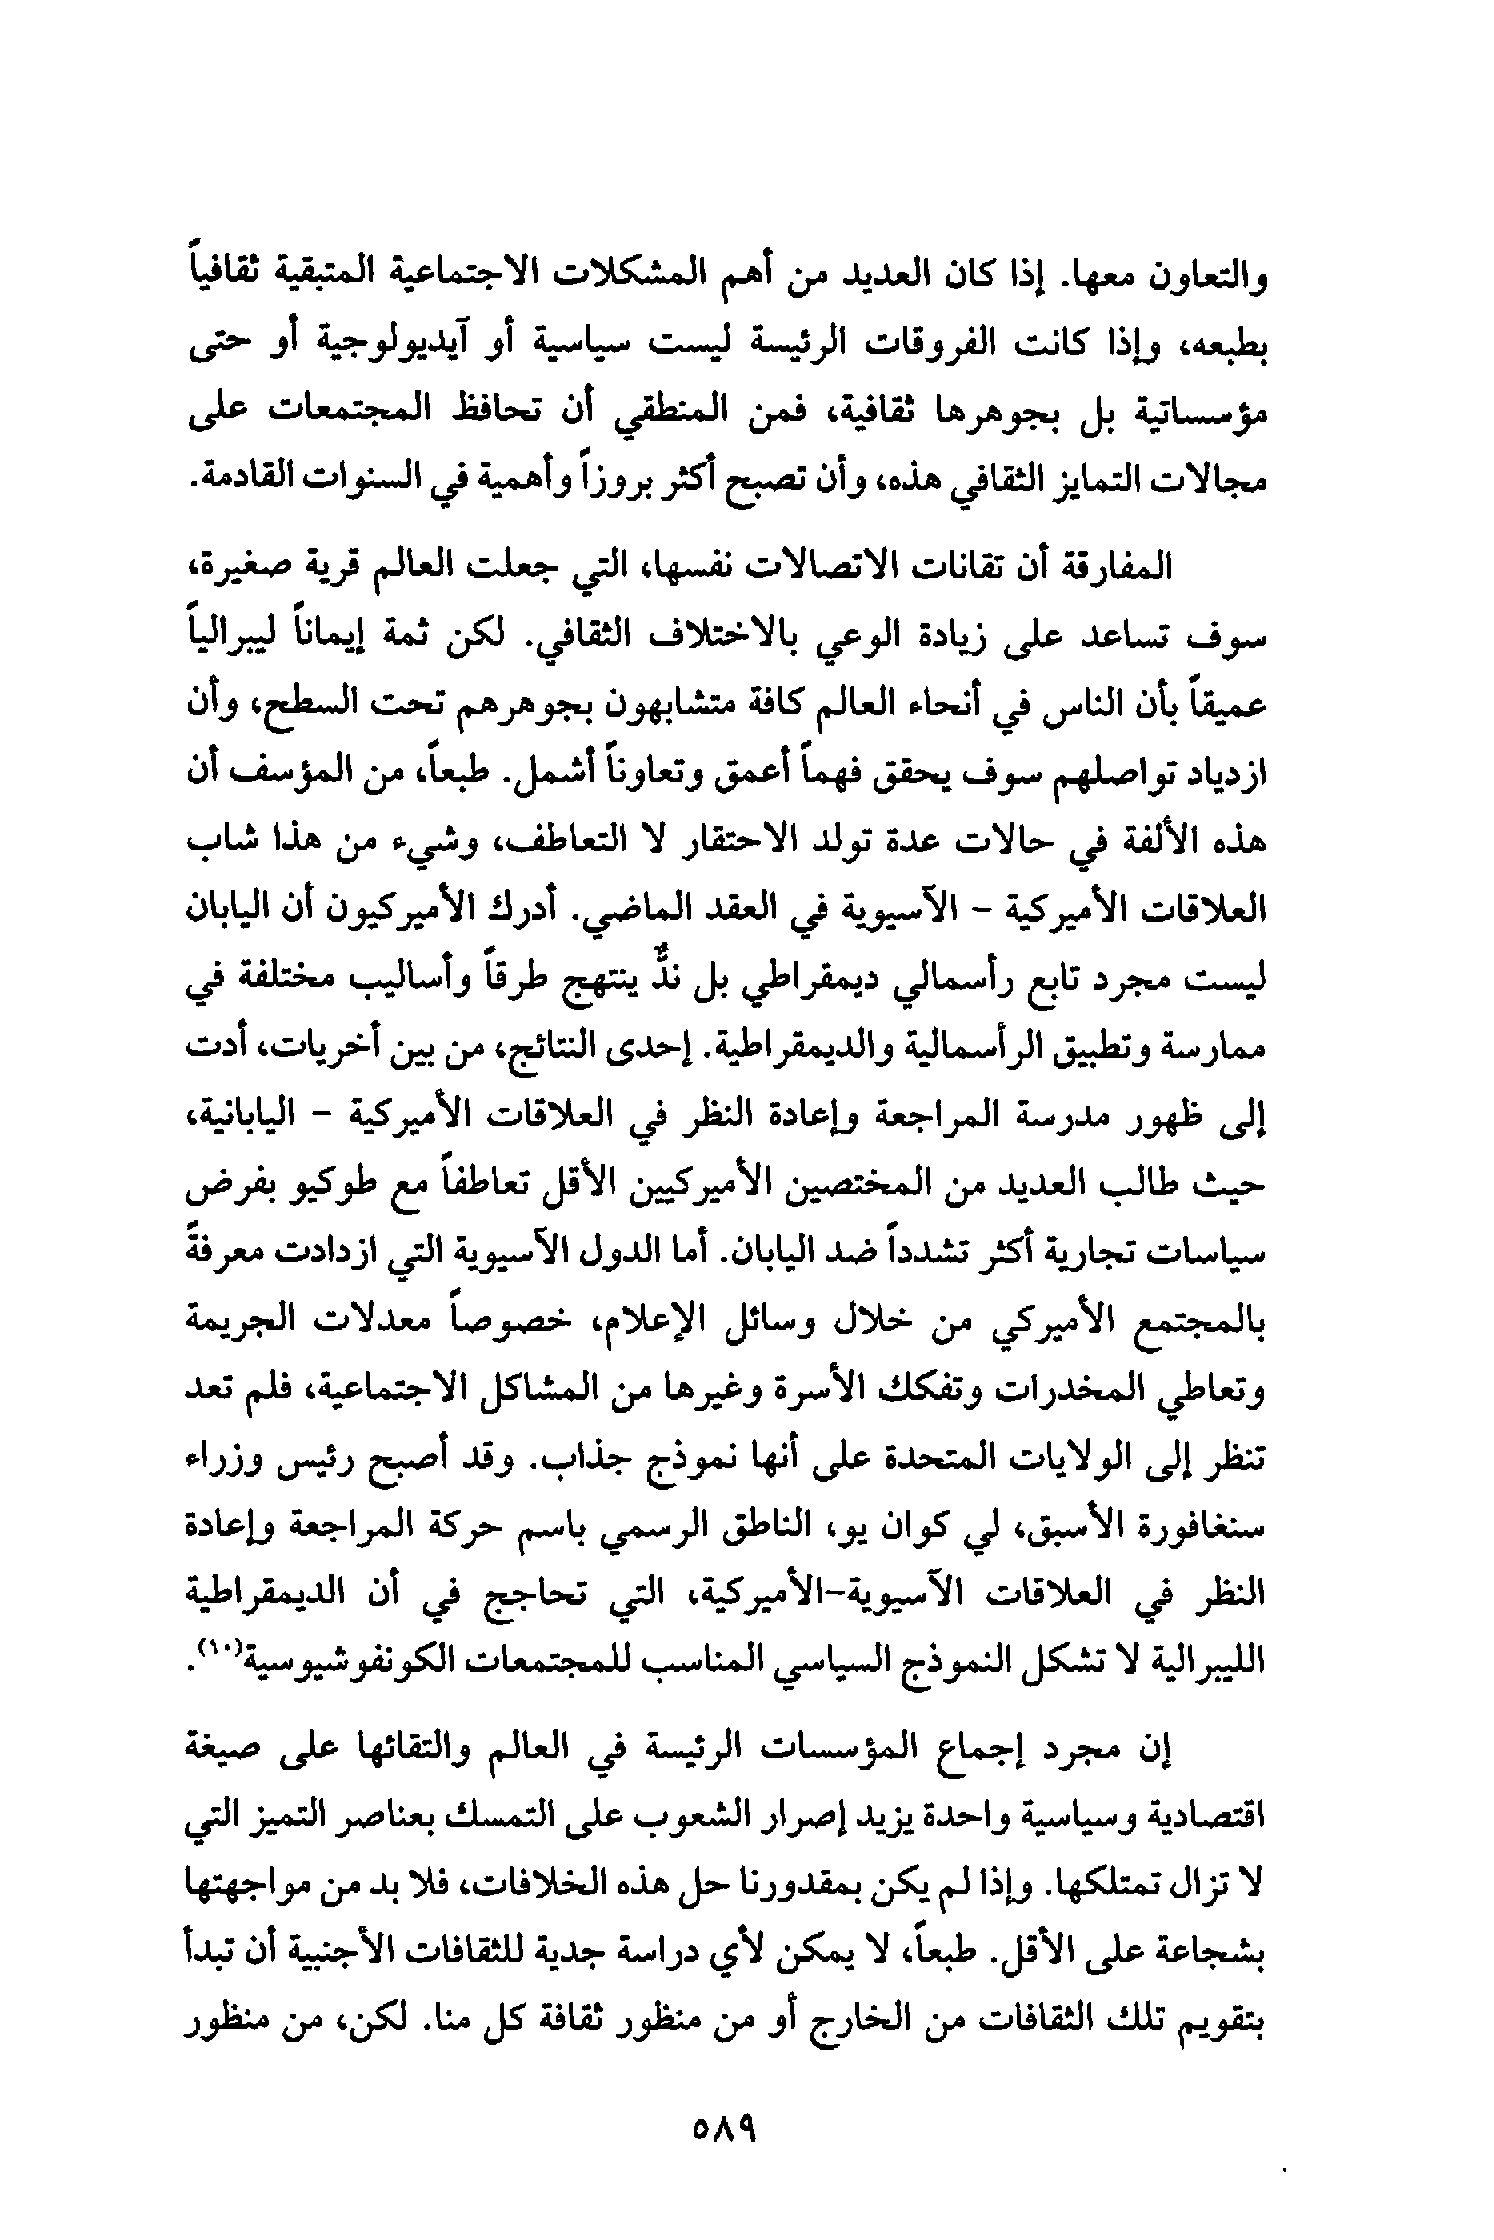 والتعاون معها. إذا كان العديد من أهم المشكلات الاجتماعية المتبقية ثقافياً
بطبعه، وإذا كانت الفروقات الرئيسة ليست سياسية أو آيديولوجية أو حتى
مؤسساتية بل بجوهرها ثقافية، فمن المنطقي أن تحافظ المجتمعات على
مجالات التمايز الثقافي هذه، وأن تصبح أكثر بروزاً وأهمية في السنوات القادمة.
المفارقة أن تقانات الاتصالات نفسها، التي جعلت العالم قرية صغيرة،
سوف تساعد على زيادة الوعي بالاختلاف الثقافي. لكن ثمة إيماناً ليبرالياً
عميقاً بأن الناس في أنحاء العالم كافة متشابهون بجوهرهم تحت السطح، وأن
ازدياد تواصلهم سوف يحقق فهماً أعمق وتعاوناً أشمل. طبعاً، من المؤسف أن
هذه الألفة في حالات عدة تولد الاحتقار لا التعاطف، وشيء من هذا شاب
العلاقات الأميركية - الآسيوية في العقد الماضي. أدرك الأميركيون أن اليابان
ليست مجرد تابع رأسمالي ديمقراطي بل ندٌّ ينتهج طرقاً وأساليب مختلفة في
ممارسة وتطبيق الرأسمالية والديمقراطية. إحدى النتائج، من بين أخريات، أدت
إلى ظهور مدرسة المراجعة وإعادة النظر في العلاقات الأميركية - اليابانية،
حيث طالب العديد من المختصين الأميركيين الأقل تعاطفاً مع طوكيو بفرض
سياسات تجارية أكثر تشدداً ضد اليابان. أما الدول الآسيوية التي ازدادت معرفةً
بالمجتمع الأميركي من خلال وسائل الإعلام، خصوصاً معدلات الجريمة
وتعاطي المخدرات وتفكك الأسرة وغيرها من المشاكل الاجتماعية، فلم تعد
تنظر إلى الولايات المتحدة على أنها نموذج جذاب. وقد أصبح رئيس وزراء
سنغافورة الأسبق، لي كوان يو، الناطق الرسمي باسم حركة المراجعة وإعادة
النظر في العلاقات الآسيوية-الأميركية، التي تحاجج في أن الديمقراطية
الليبرالية لا تشكل النموذج السياسي المناسب للمجتمعات الكونفوشيوسية(١٠).
إن مجرد إجماع المؤسسات الرئيسة في العالم والتقائها على صيغة
اقتصادية وسياسية واحدة يزيد إصرار الشعوب على التمسك بعناصر التميز التي
لا تزال تمتلكها. وإذا لم يكن بمقدورنا حل هذه الخلافات، فلا بد من مواجهتها
بشجاعة على الأقل. طبعاً، لا يمكن لأي دراسة جدية للثقافات الأجنبية أن تبدأ
بتقويم تلك الثقافات من الخارج أو من منظور ثقافة كل منا. لكن، من منظور
٥٨٩